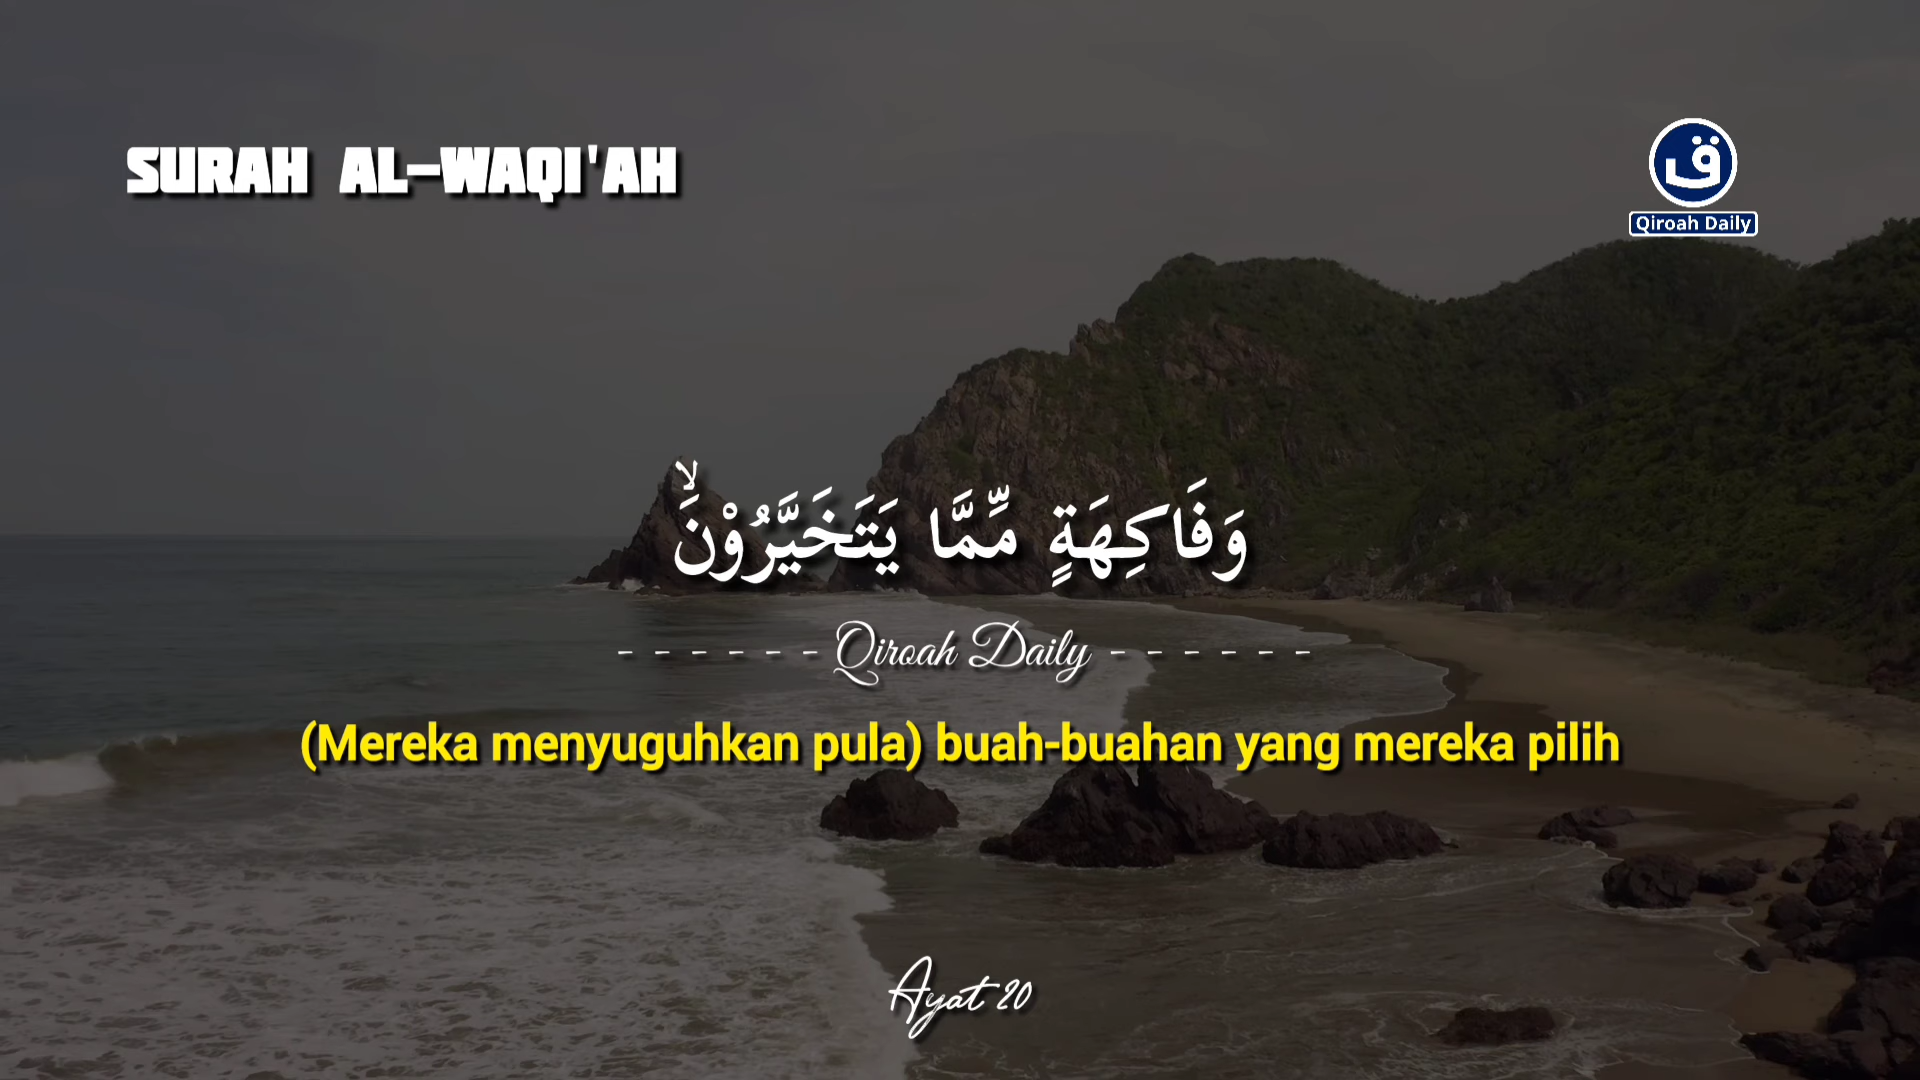 SURAH AL-WAQI'AH
ق
Qiroah Daily
وَفَاكِهَةٍ مِّمَّا يَتَخَيَّرُوْنَۙ
- - - - - - Qiroah Daily - - - - - -
(Mereka menyuguhkan pula) buah-buahan yang mereka pilih
Ayat 20